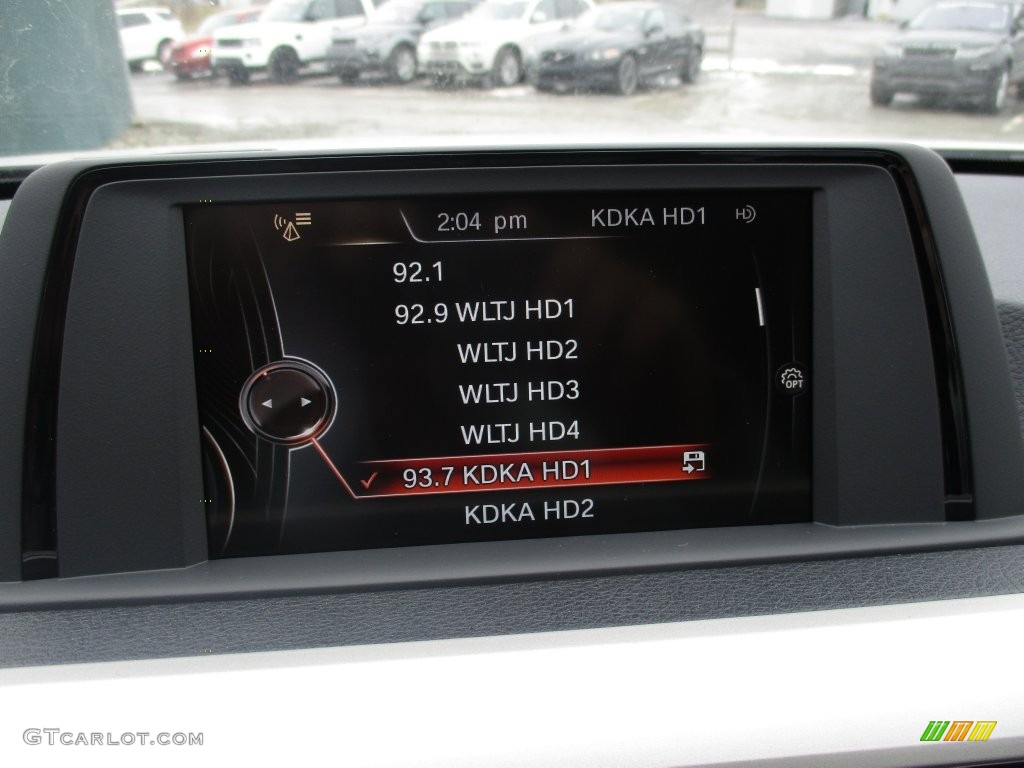 2:04 pm KDKA HD1 HD
92.1
92.9 WLTJ HD1
WLTJ HD2
WLTJ HD3
WLTJ HD4
93.7 KDKA HD1
KDKA HD2
OPT
GTCARLOT.COM